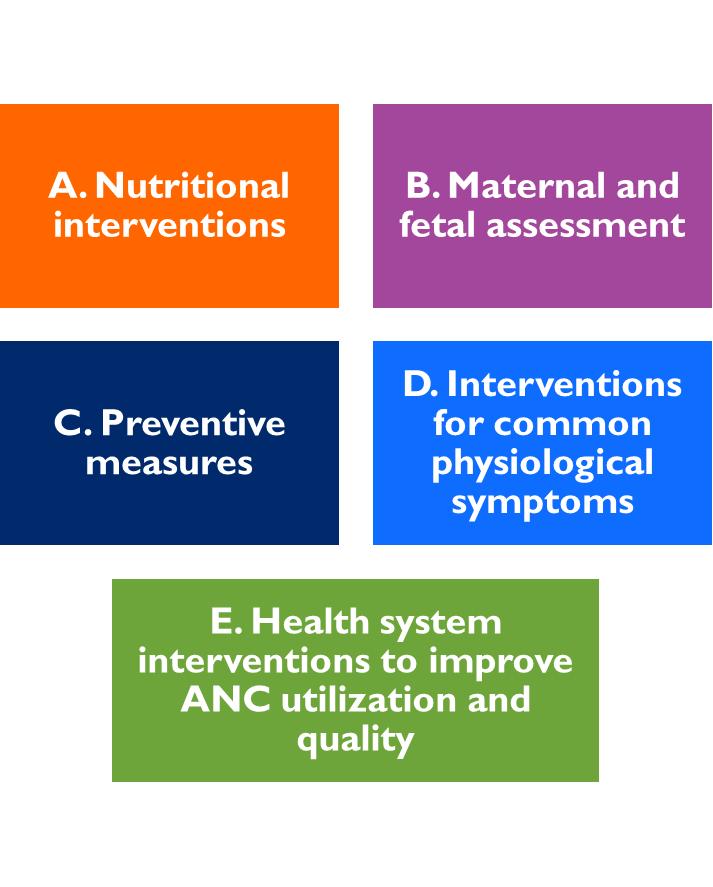 A. Nutritional
interventions
B. Maternal and
fetal assessment
C. Preventive
measures
D. Interventions
for common
physiological
symptoms
E. Health system
interventions to improve
ANC utilization and
quality